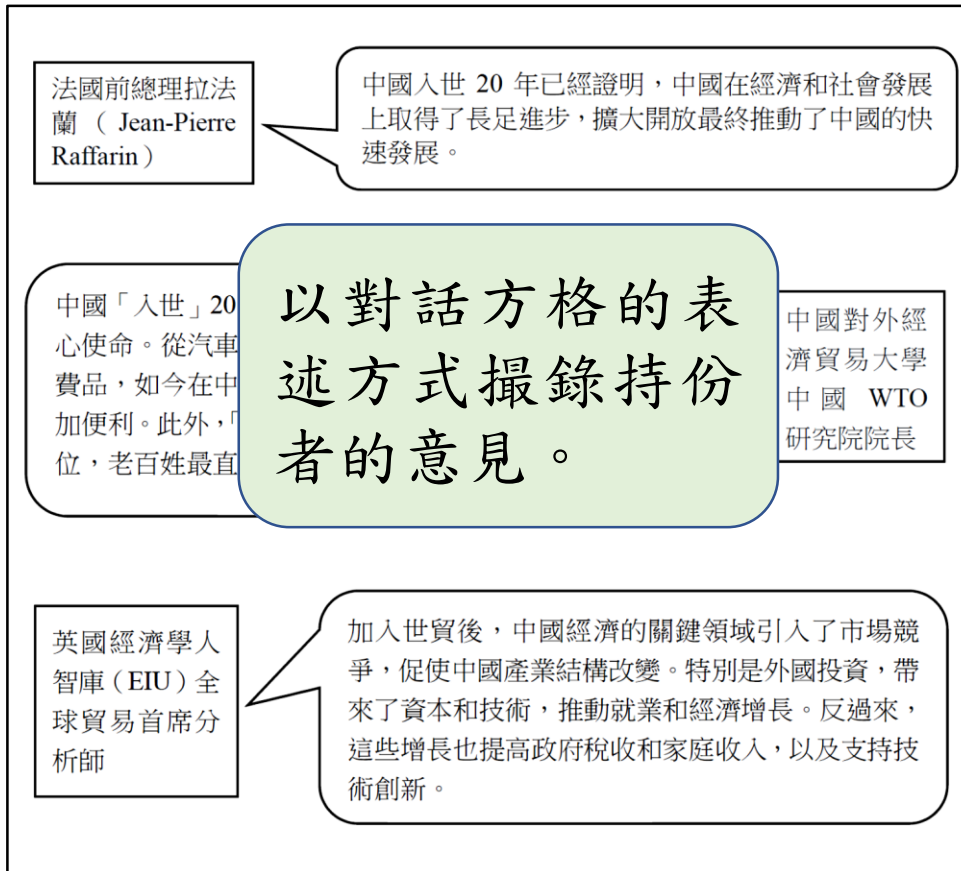 法國前總理拉法
蘭（Jean-Pierre
Raffarin）
中國入世 20 年已經證明，中國在經濟和社會發展
上取得了長足進步，擴大開放最終推動了中國的快
速發展。
中國「入世」20
心使命。從汽車
費品，如今在中
加便利。此外，「
位，老百姓最直
以對話方格的表
述方式撮錄持份
者的意見。
中國對外經
濟貿易大學
中國 WTO
研究院院長
英國經濟學人
智庫（EIU）全
球貿易首席分
析師
加入世貿後，中國經濟的關鍵領域引入了市場競
爭，促使中國產業結構改變。特別是外國投資，帶
來了資本和技術，推動就業和經濟增長。反過來，
這些增長也提高政府稅收和家庭收入，以及支持技
術創新。